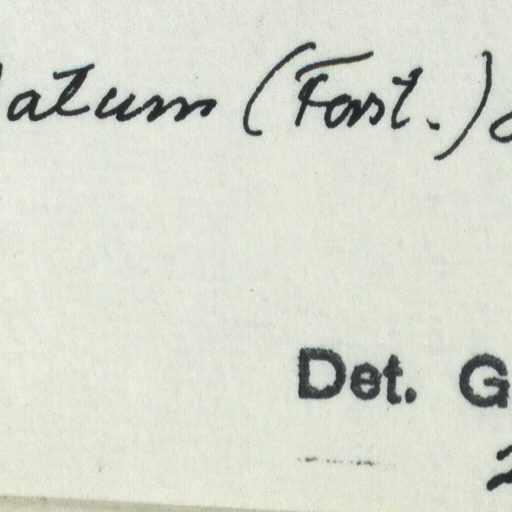 latum (Forst.)
Det. G